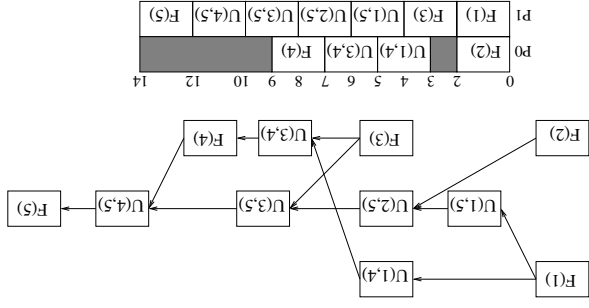 F(1) U(1,4)
U(1,5) U(2,5) U(3,5) U(4,5) F(5)
F(2) F(3) U(3,4) F(4)
0 2 3 4 5 6 7 8 9 10 12 14
P0 F(2) U(1,4) U(3,4) F(4)
P1 F(1) F(3) U(1,5) U(2,5) U(3,5) U(4,5) F(5)